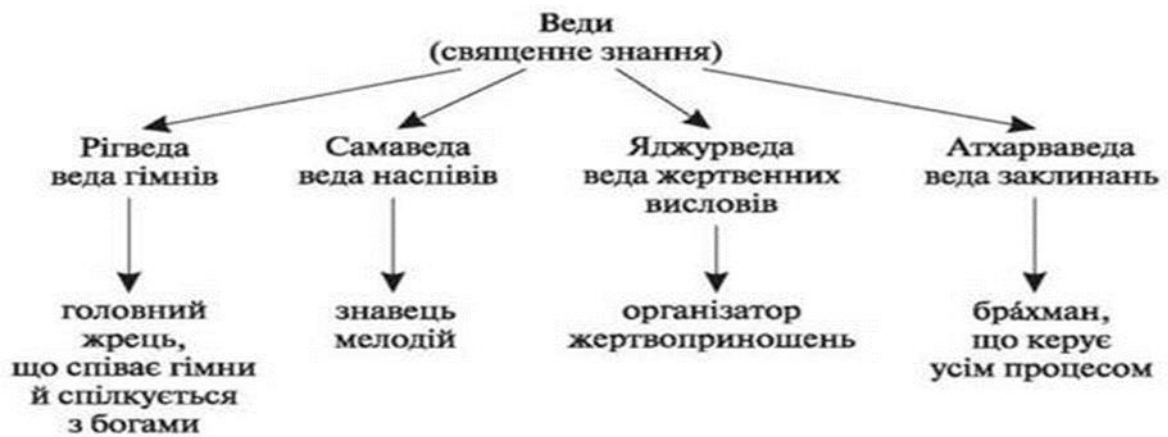 Веди
(священне знання)
Рігведа
веда гімнів
Самаведа
веда наспівів
Яджурведа
веда жертвенних
висловів
Атхарваведа
веда заклинань
головний
жрець,
що співає гімни
й спілкується
з богами
знавець
мелодій
організатор
жертвоприношень
бра́хман,
що керує
усім процесом